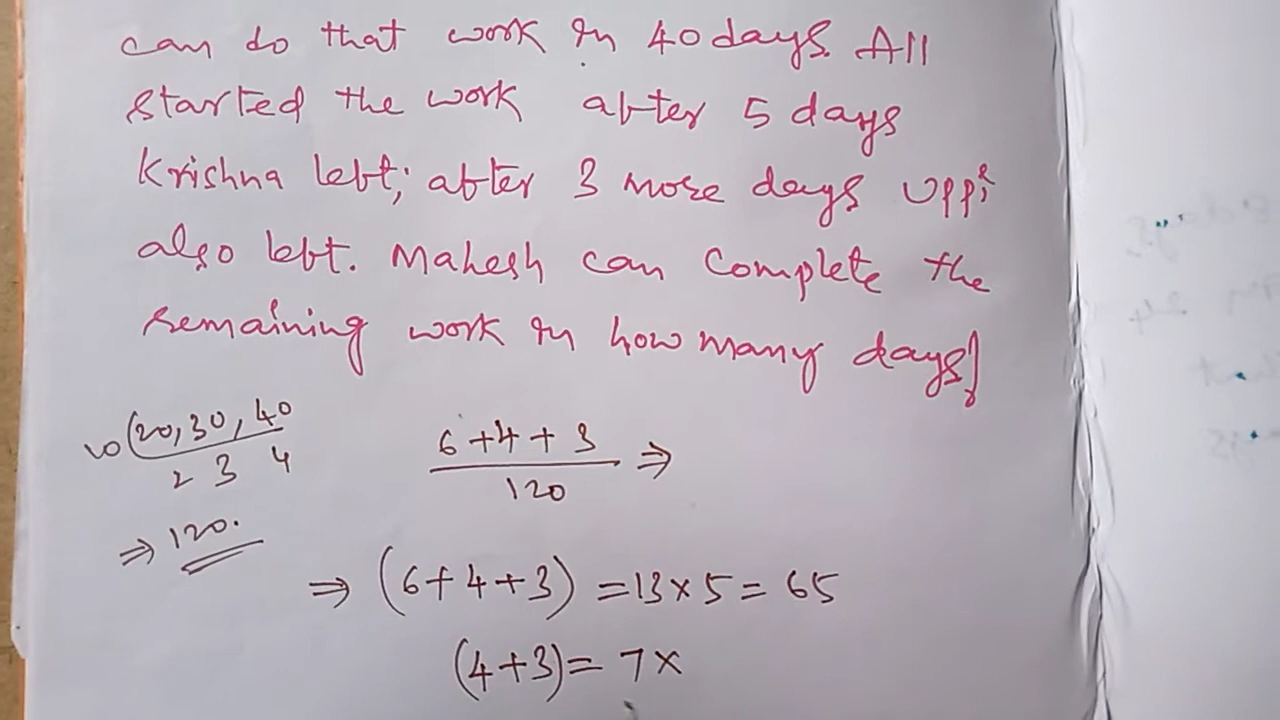 can do that work in 40 days. All
started the work after 5 days
Krishna left; after 3 more days Uppi
also left. Mahesh can complete the
remaining work in how many days?
10(20,30,40
2 3 4
⇒ 120.
6+4+3 ⇒
120
⇒ (6+4+3) =13×5= 65
(4+3)= 7×